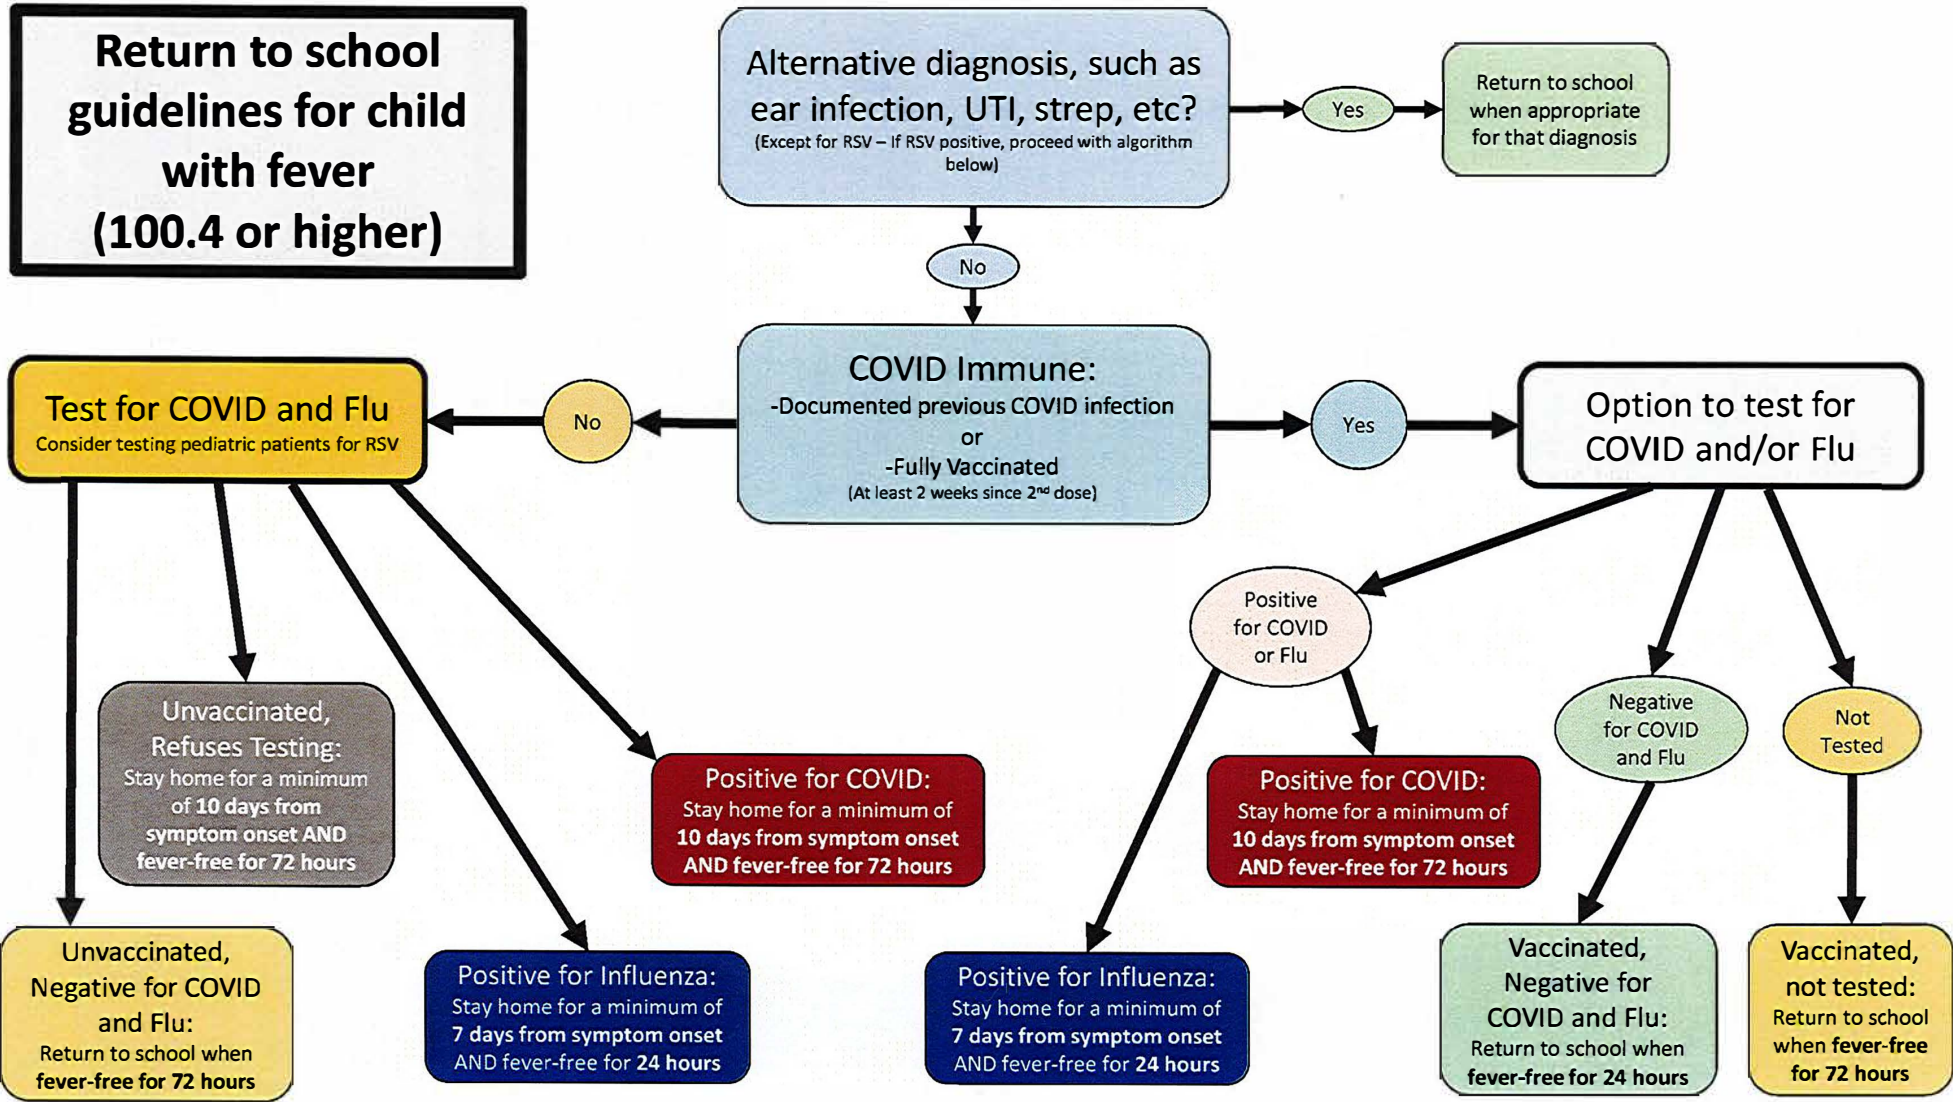 Return to school
guidelines for child
with fever
(100.4 or higher)
Alternative diagnosis, such as
ear infection, UTI, strep, etc?
(Except for RSV – If RSV positive, proceed with algorithm
below)
Yes
Return to school
when appropriate
for that diagnosis
No
COVID Immune:
-Documented previous COVID infection
or
-Fully Vaccinated
(At least 2 weeks since 2nd dose)
No
Test for COVID and Flu
Consider testing pediatric patients for RSV
Yes
Option to test for
COVID and/or Flu
Unvaccinated,
Negative for COVID
and Flu:
Return to school when
fever-free for 72 hours
Unvaccinated,
Refuses Testing:
Stay home for a minimum
of 10 days from
symptom onset AND
fever-free for 72 hours
Positive for Influenza:
Stay home for a minimum of
7 days from symptom onset
AND fever-free for 24 hours
Positive for COVID:
Stay home for a minimum of
10 days from symptom onset
AND fever-free for 72 hours
Positive
for COVID
or Flu
Positive for Influenza:
Stay home for a minimum of
7 days from symptom onset
AND fever-free for 24 hours
Positive for COVID:
Stay home for a minimum of
10 days from symptom onset
AND fever-free for 72 hours
Negative
for COVID
and Flu
Vaccinated,
Negative for
COVID and Flu:
Return to school when
fever-free for 24 hours
Not
Tested
Vaccinated,
not tested:
Return to school
when fever-free
for 72 hours